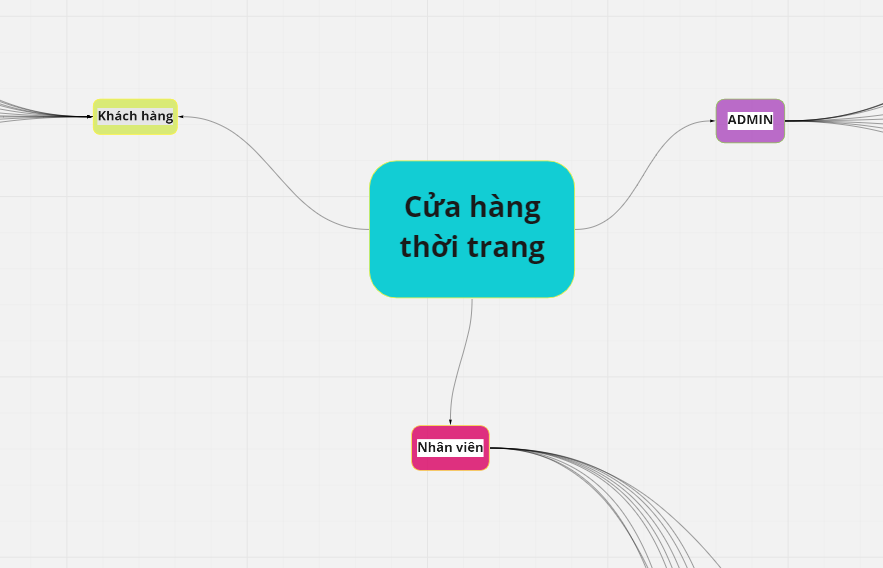 Khách hàng
ADMIN
Cửa hàng
thời trang
Nhân viên